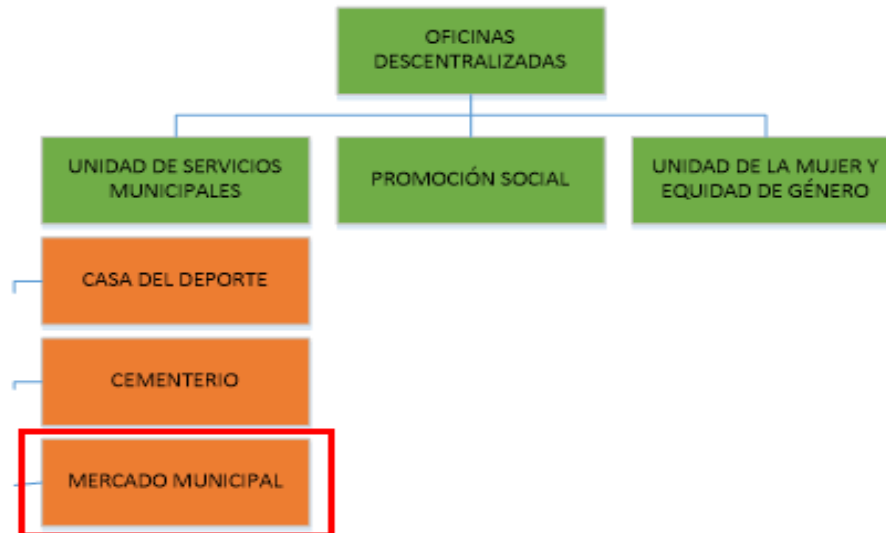 OFICINAS
DESCENTRALIZADAS
UNIDAD DE SERVICIOS
MUNICIPALES
PROMOCIÓN SOCIAL
UNIDAD DE LA MUJER Y
EQUIDAD DE GÉNERO
CASA DEL DEPORTE
CEMENTERIO
MERCADO MUNICIPAL